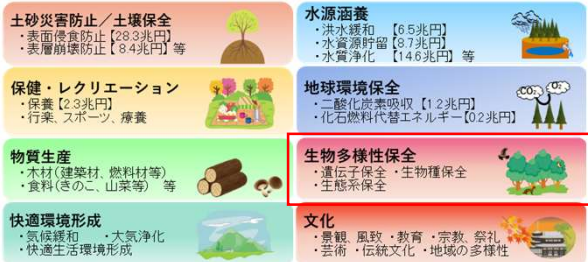 土砂災害防止／土壌保全
・表面侵食防止【28.3兆円】
・表層崩壊防止【 8.4兆円】等
水源涵養
・洪水緩和 【6.5兆円】
・水資源貯留【8.7兆円】
・水質浄化 【14.6兆円】 等
保健・レクリエーション
・保養【2.3兆円】
・行楽、スポーツ、療養
地球環境保全
・二酸化炭素吸収 【1.2兆円】
・化石燃料代替エネルギー【0.2兆円】
CO₂ O₂
物質生産
・木材（建築材、燃料材等）
・食料（きのこ、山菜等） 等
生物多様性保全
・遺伝子保全 ・生物種保全
・生態系保全
快適環境形成
・気候緩和 ・大気浄化
・快適生活環境形成
文化
・景観、風致 ・教育 ・宗教、祭礼
・芸術 ・伝統文化 ・地域の多様性